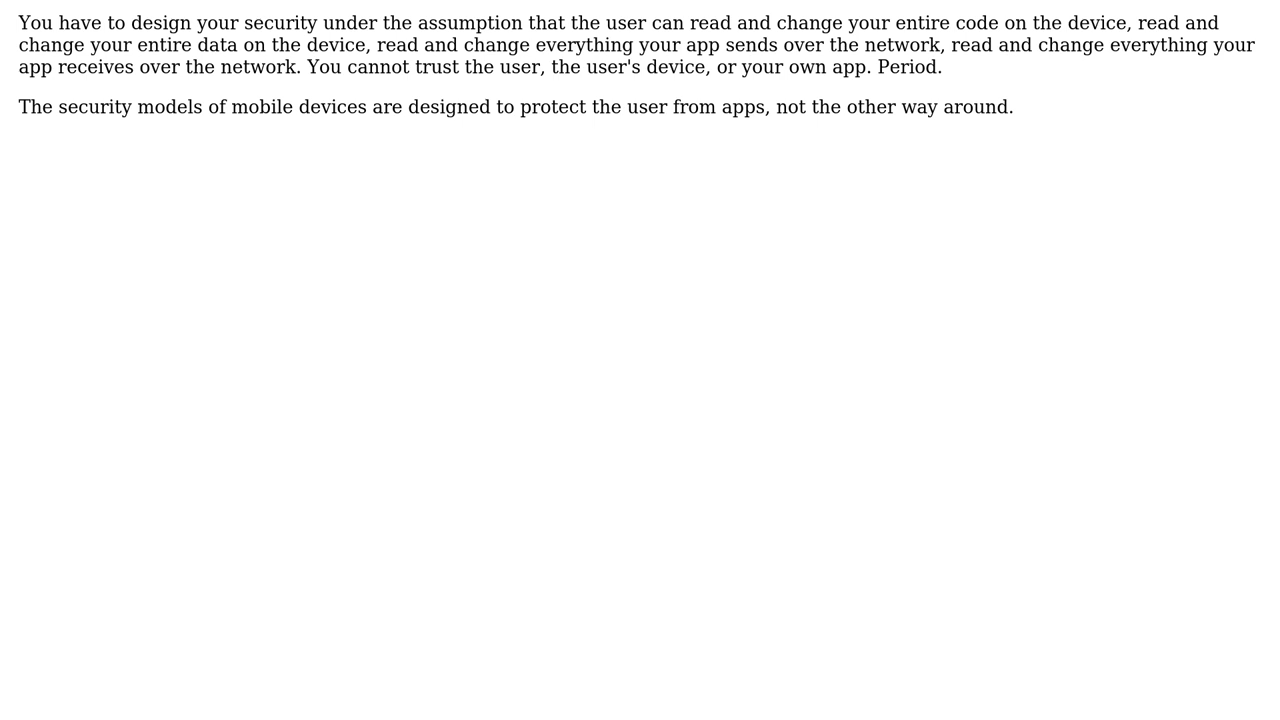 You have to design your security under the assumption that the user can read and change your entire code on the device, read and
change your entire data on the device, read and change everything your app sends over the network, read and change everything your
app receives over the network. You cannot trust the user, the user's device, or your own app. Period.
The security models of mobile devices are designed to protect the user from apps, not the other way around.